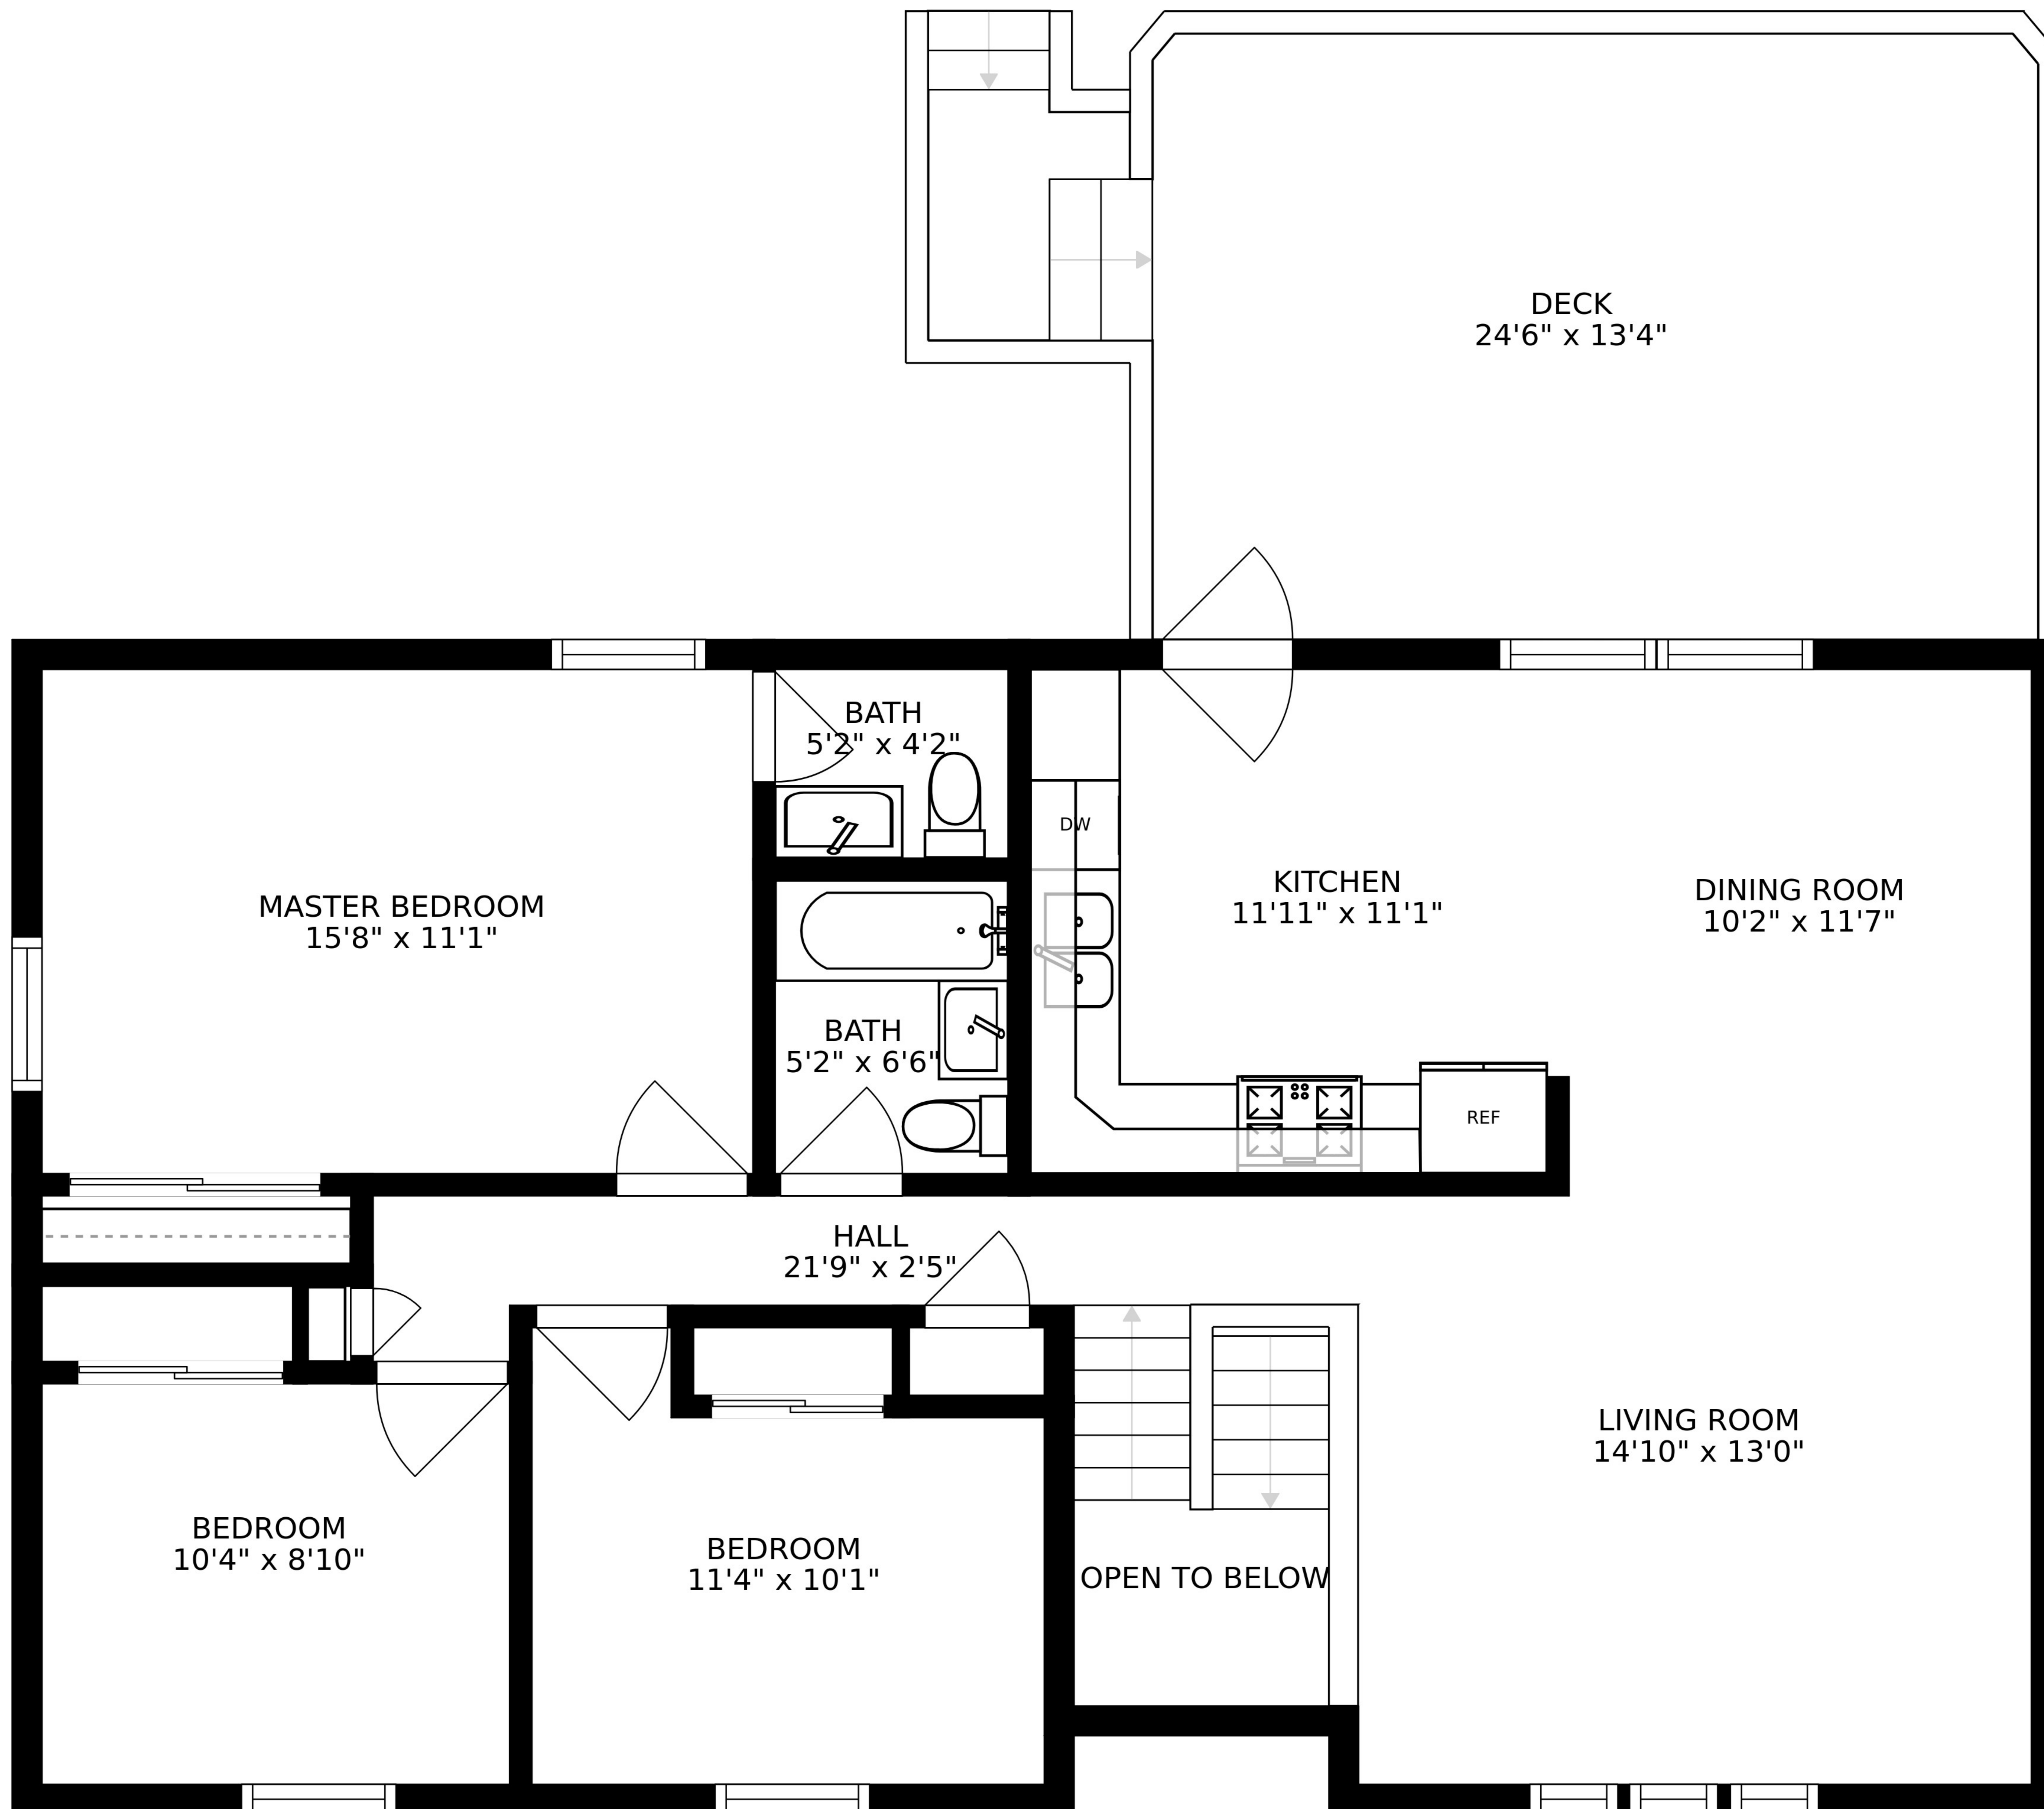 DECK
24'6" x 13'4"
BATH
5'2" x 4'2"
DW
KITCHEN
11'11" x 11'1"
DINING ROOM
10'2" x 11'7"
MASTER BEDROOM
15'8" x 11'1"
BATH
5'2" x 6'6"
REF
HALL
21'9" x 2'5"
LIVING ROOM
14'10" x 13'0"
BEDROOM
10'4" x 8'10"
BEDROOM
11'4" x 10'1"
OPEN TO BELOW